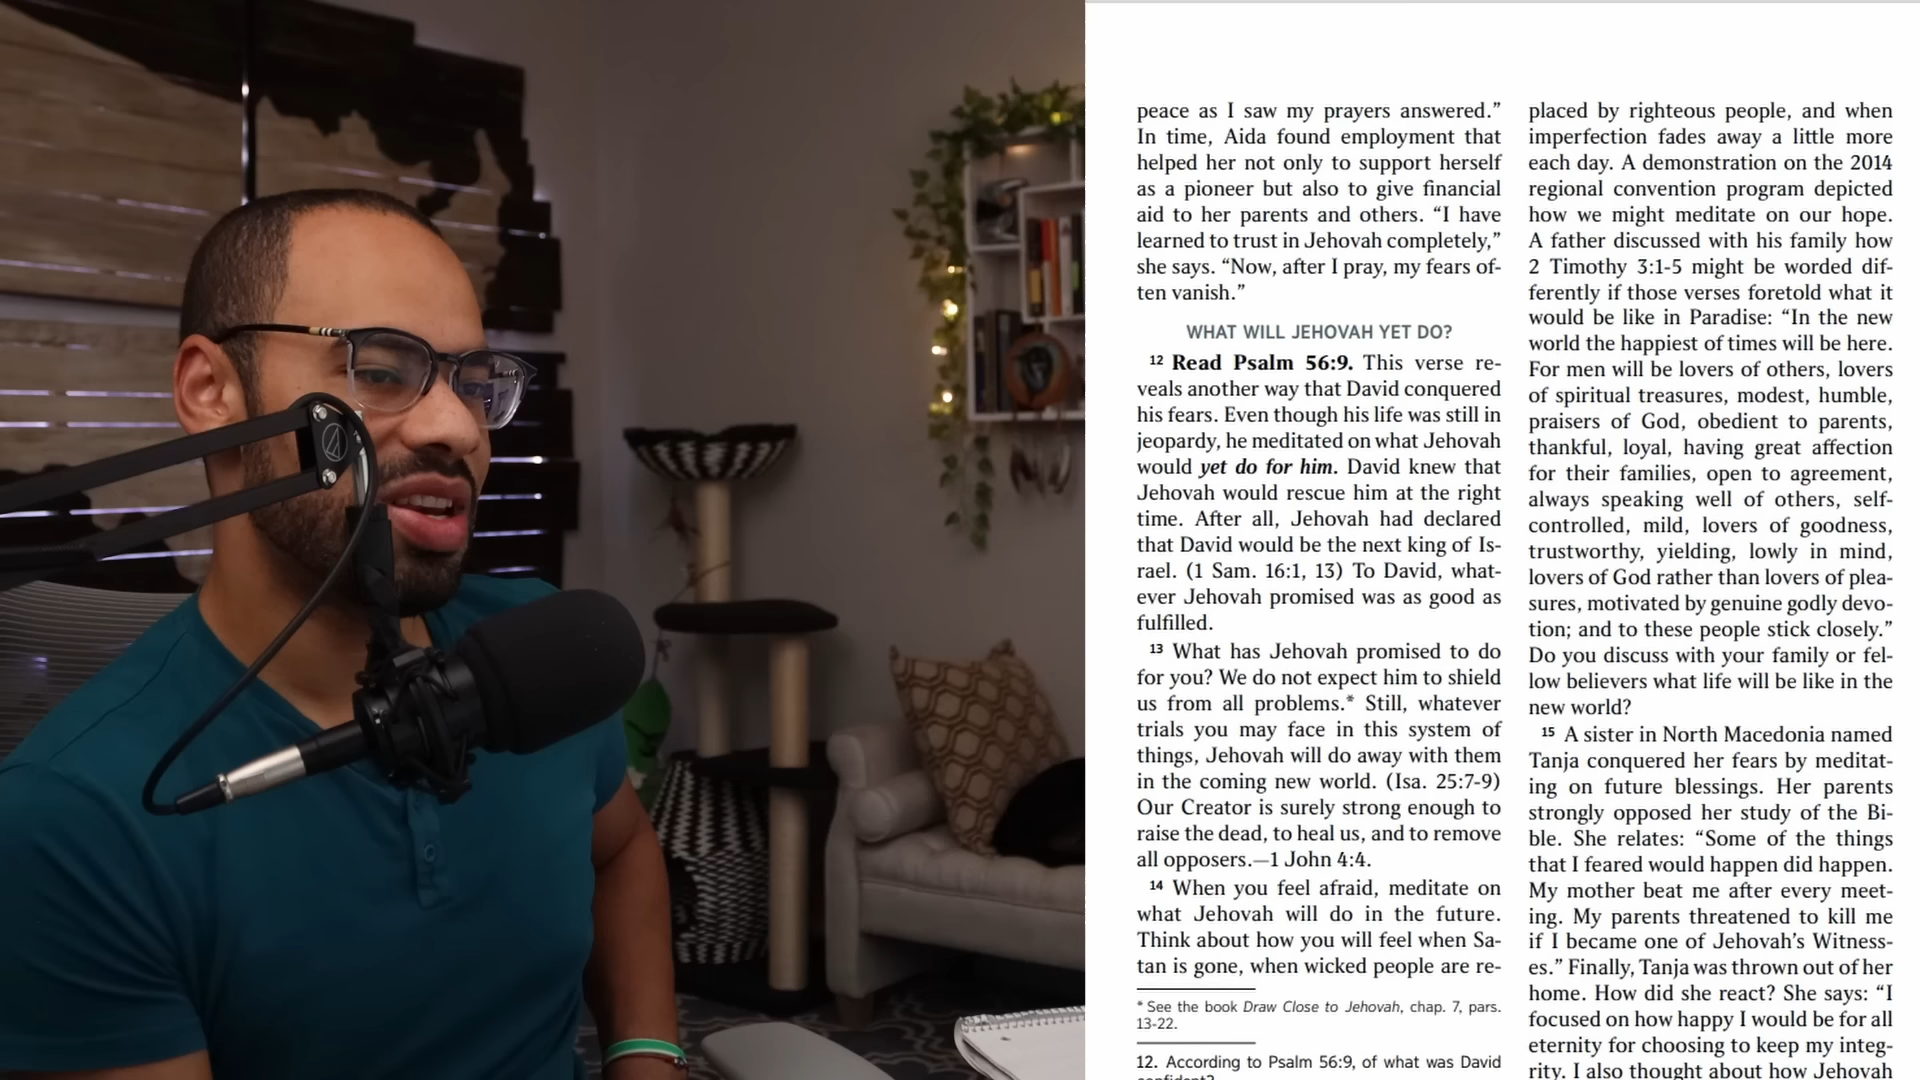 peace as I saw my prayers answered.”
In time, Aida found employment that
helped her not only to support herself
as a pioneer but also to give financial
aid to her parents and others. “I have
learned to trust in Jehovah completely,”
she says. “Now, after I pray, my fears of-
ten vanish.”
WHAT WILL JEHOVAH YET DO?
12 Read Psalm 56:9. This verse re-
veals another way that David conquered
his fears. Even though his life was still in
jeopardy, he meditated on what Jehovah
would yet do for him. David knew that
Jehovah would rescue him at the right
time. After all, Jehovah had declared
that David would be the next king of Is-
rael. (1 Sam. 16:1, 13) To David, what-
ever Jehovah promised was as good as
fulfilled.
13 What has Jehovah promised to do
for you? We do not expect him to shield
us from all problems.* Still, whatever
trials you may face in this system of
things, Jehovah will do away with them
in the coming new world. (Isa. 25:7-9)
Our Creator is surely strong enough to
raise the dead, to heal us, and to remove
all opposers.—1 John 4:4.
14 When you feel afraid, meditate on
what Jehovah will do in the future.
Think about how you will feel when Sa-
tan is gone, when wicked people are re-
* See the book Draw Close to Jehovah, chap. 7, pars.
13-22.
12. According to Psalm 56:9, of what was David
confident?
placed by righteous people, and when
imperfection fades away a little more
each day. A demonstration on the 2014
regional convention program depicted
how we might meditate on our hope.
A father discussed with his family how
2 Timothy 3:1-5 might be worded dif-
ferently if those verses foretold what it
would be like in Paradise: “In the new
world the happiest of times will be here.
For men will be lovers of others, lovers
of spiritual treasures, modest, humble,
praisers of God, obedient to parents,
thankful, loyal, having great affection
for their families, open to agreement,
always speaking well of others, self-
controlled, mild, lovers of goodness,
trustworthy, yielding, lowly in mind,
lovers of God rather than lovers of plea-
sures, motivated by genuine godly devo-
tion; and to these people stick closely.”
Do you discuss with your family or fel-
low believers what life will be like in the
new world?
15 A sister in North Macedonia named
Tanja conquered her fears by meditat-
ing on future blessings. Her parents
strongly opposed her study of the Bi-
ble. She relates: “Some of the things
that I feared would happen did happen.
My mother beat me after every meet-
ing. My parents threatened to kill me
if I became one of Jehovah’s Witness-
es.” Finally, Tanja was thrown out of her
home. How did she react? She says: “I
focused on how happy I would be for all
eternity for choosing to keep my integ-
rity. I also thought about how Jehovah